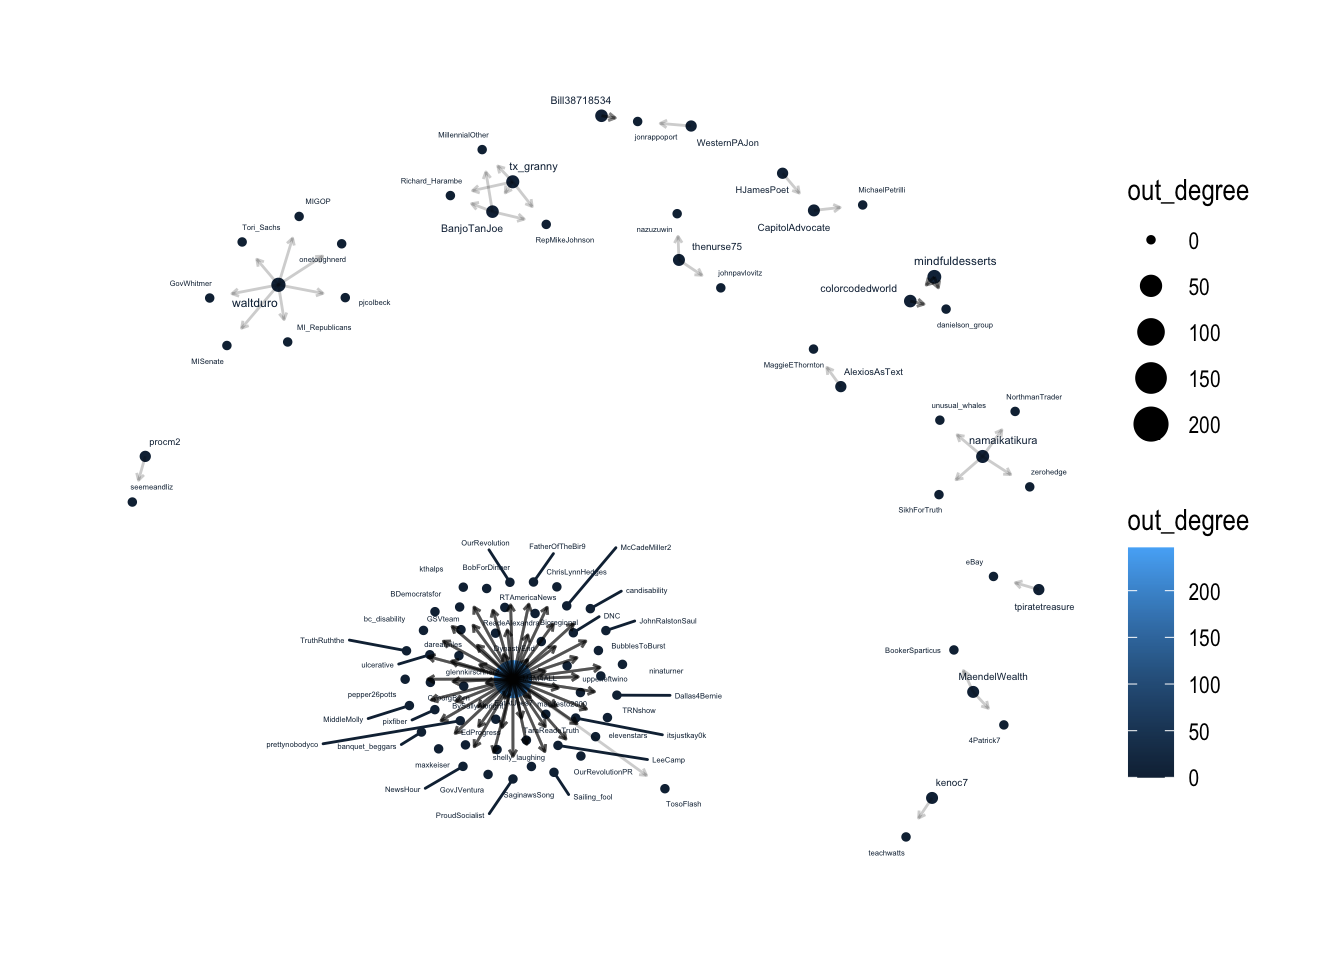 Bill38718534
jonrappoport
WesternPAJon
MillennialOther
tx_granny
Richard_Harambe
BanjoTanJoe
RepMikeJohnson
HJamesPoet
MichaelPetrilli
CapitolAdvocate
MIGOP
Tori_Sachs
onetoughnerd
GovWhitmer
waltduro
pjcolbeck
MI_Republicans
MISenate
nazuzuwin
thenurse75
johnpavlovitz
mindfuldesserts
colorcodedworld
danielson_group
MaggieEThornton
AlexiosAsText
unusual_whales
NorthmanTrader
namaikatikura
zerohedge
SikhForTruth
procm2
seemeandliz
eBay
tpiratetreasure
BookerSparticus
MaendelWealth
4Patrick7
kenoc7
teachwatts
OurRevolution
FatherOfTheBir9
McCadeMiller2
kthalps
BobForDinner
ChrisLynnHedges
BDemocratsfor
RTAmericaNews
candisability
bc_disability
GSVteam
ReadeAlexandra
DNC
JohnRalstonSaul
TruthRuththe
DynastyEnd
BubblesToBurst
ulcerative
ninaturner
pepper26potts
upperleftwino
Dallas4Bernie
MiddleMolly
pixfiber
TRNshow
prettynobodyco
banquet_beggars
EdProgress
TaraReadeTruth
elevenstars
itsjustkay0k
maxkeiser
shelly_laughing
LeeCamp
NewsHour
GovJVentura
OurRevolutionPR
ProudSocialist
SaginawsSong
Sailing_fool
TosoFlash
out_degree
0
50
100
150
200
out_degree
200
150
100
50
0